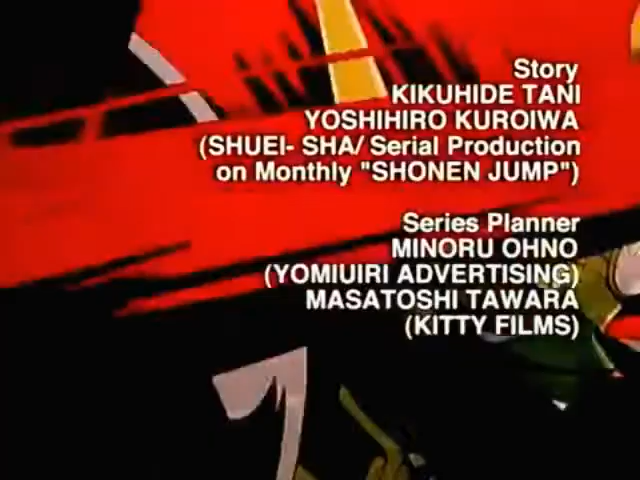 Story
KIKUHIDE TANI
YOSHIHIRO KUROIWA
(SHUEI- SHA/ Serial Production
on Monthly "SHONEN JUMP")
Series Planner
MINORU OHNO
(YOMIUIRI ADVERTISING)
MASATOSHI TAWARA
(KITTY FILMS)